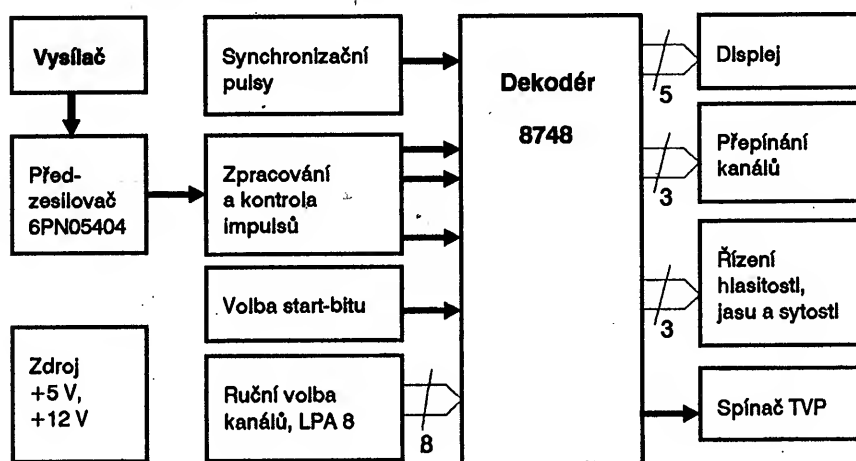 Vysílač
Před-
zesilovač
6PN05404
Zdroj
+5 V,
+12 V
Synchronizační
pulsy
Zpracování
a kontrola
impulsů
Volba start-bitu
Ruční volba
kanálů, LPA 8
8
Dekodér
8748
5
3
3
Displej
Přepínání
kanálů
Řízení
hlasitosti,
jasu a sytosti
Spínač TVP